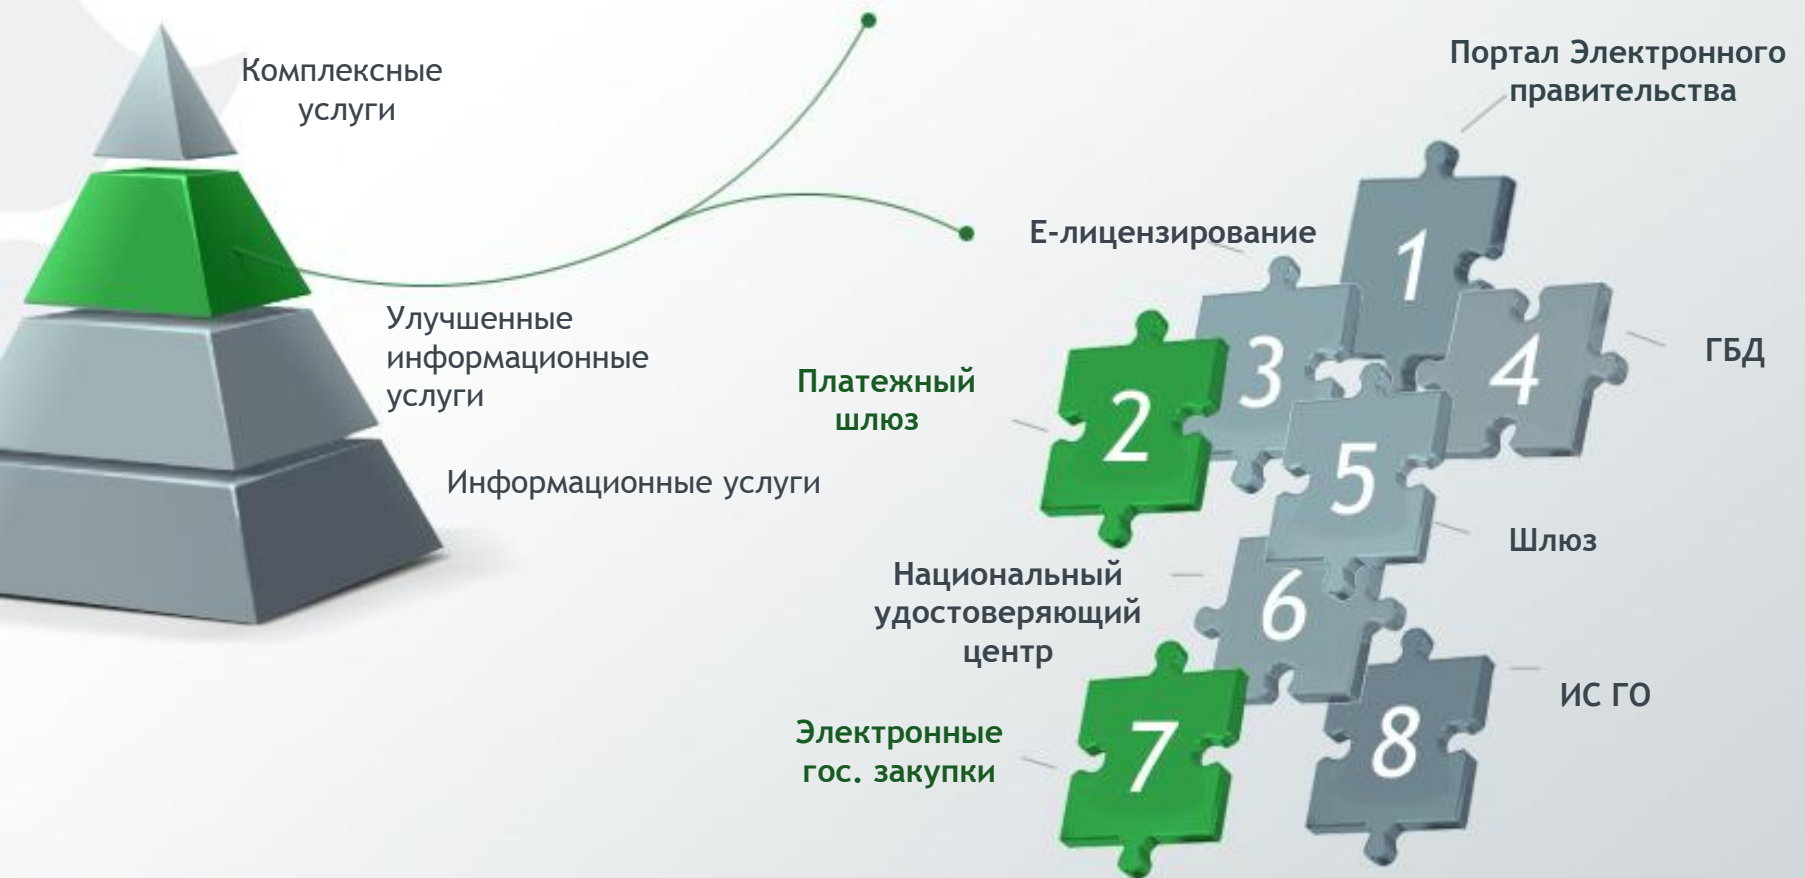 Комплексные
услуги
Улучшенные
информационные
услуги
Информационные услуги
Портал Электронного
правительства
Е-лицензирование
Платежный
шлюз
ГБД
Шлюз
Национальный
удостоверяющий
центр
Электронные
гос. закупки
ИС ГО
1
2
3
4
5
6
7
8